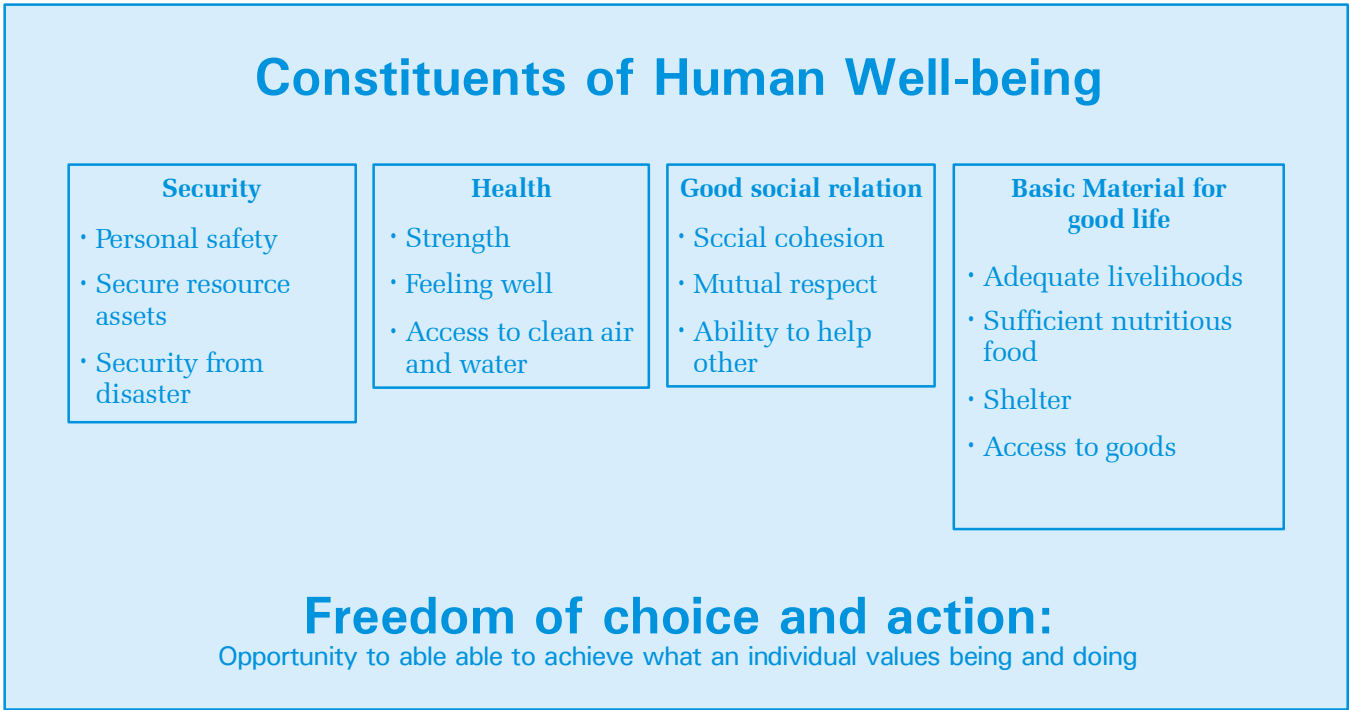 Constituents of Human Well-being
Security
· Personal safety
· Secure resource
assets
· Security from
disaster
Health
· Strength
· Feeling well
· Access to clean air
and water
Good social relation
· Sccial cohesion
· Mutual respect
· Ability to help
other
Basic Material for
good life
· Adequate livelihoods
· Sufficient nutritious
food
· Shelter
· Access to goods
Freedom of choice and action:
Opportunity to able able to achieve what an individual values being and doing